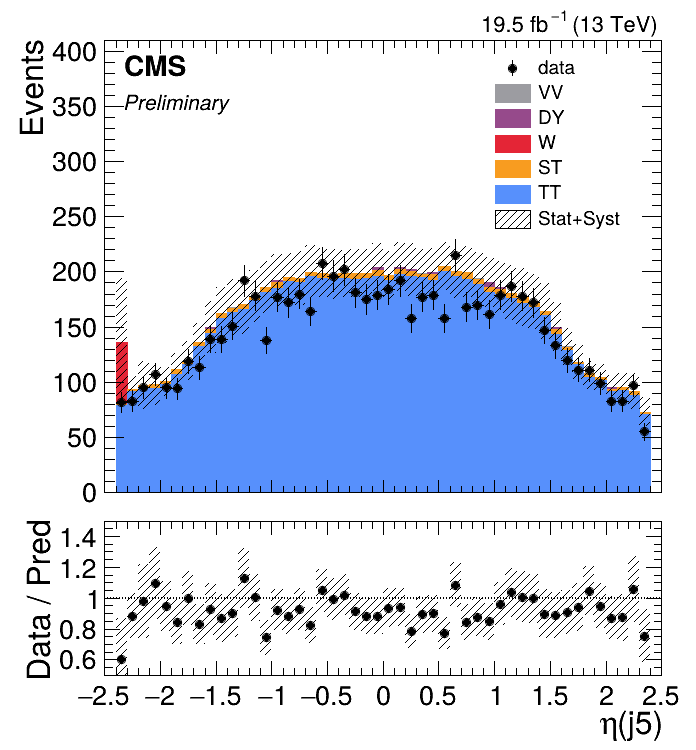 19.5 fb⁻¹ (13 TeV)
Events
400
350
300
250
200
150
100
50
0
CMS
Preliminary
data
VV
DY
W
ST
TT
Stat+Syst
Data / Pred
1.4
1.2
1
0.8
0.6
−2.5 −2 −1.5 −1 −0.5 0 0.5 1 1.5 2 2.5
η(j5)